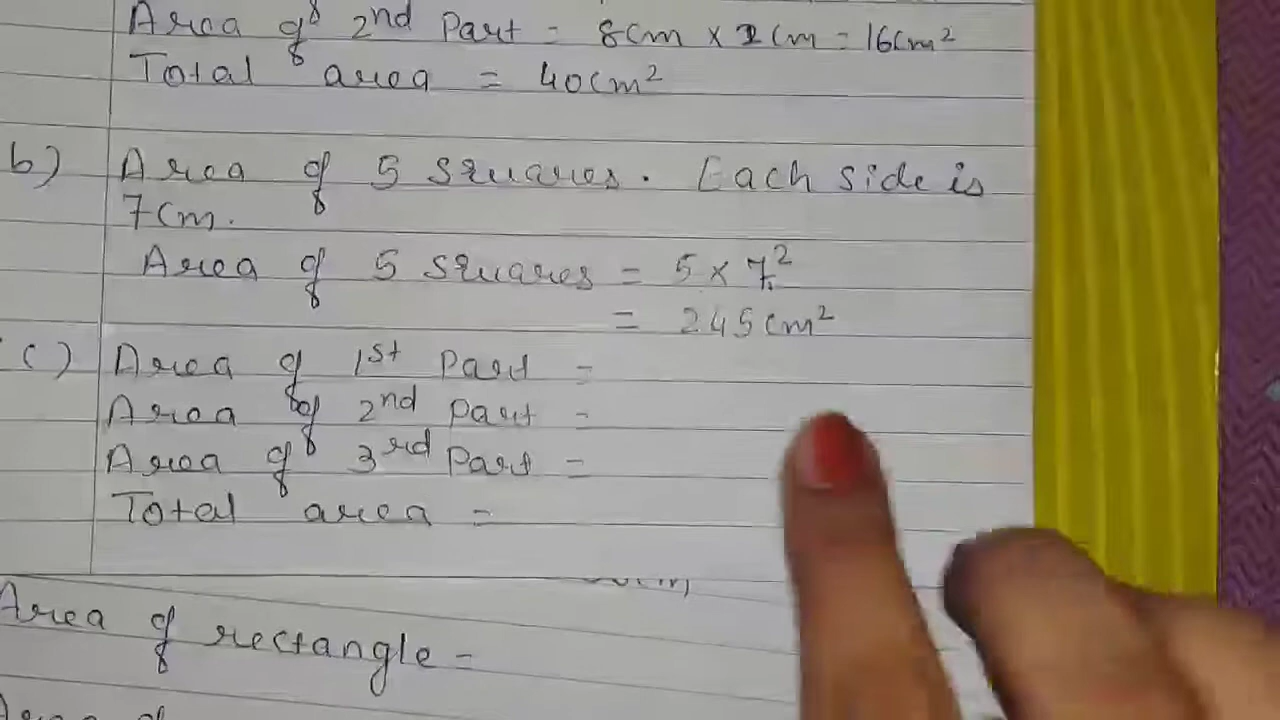 Area of 2nd Part = 8cm × 2cm = 16cm²
Total area = 40cm²
b) Area of 5 squares. Each side is
7cm.
Area of 5 squares = 5 × 7²
= 245cm²
c) Area of 1st Part =
Area of 2nd Part =
Area of 3rd Part =
Total area =
Area of rectangle =